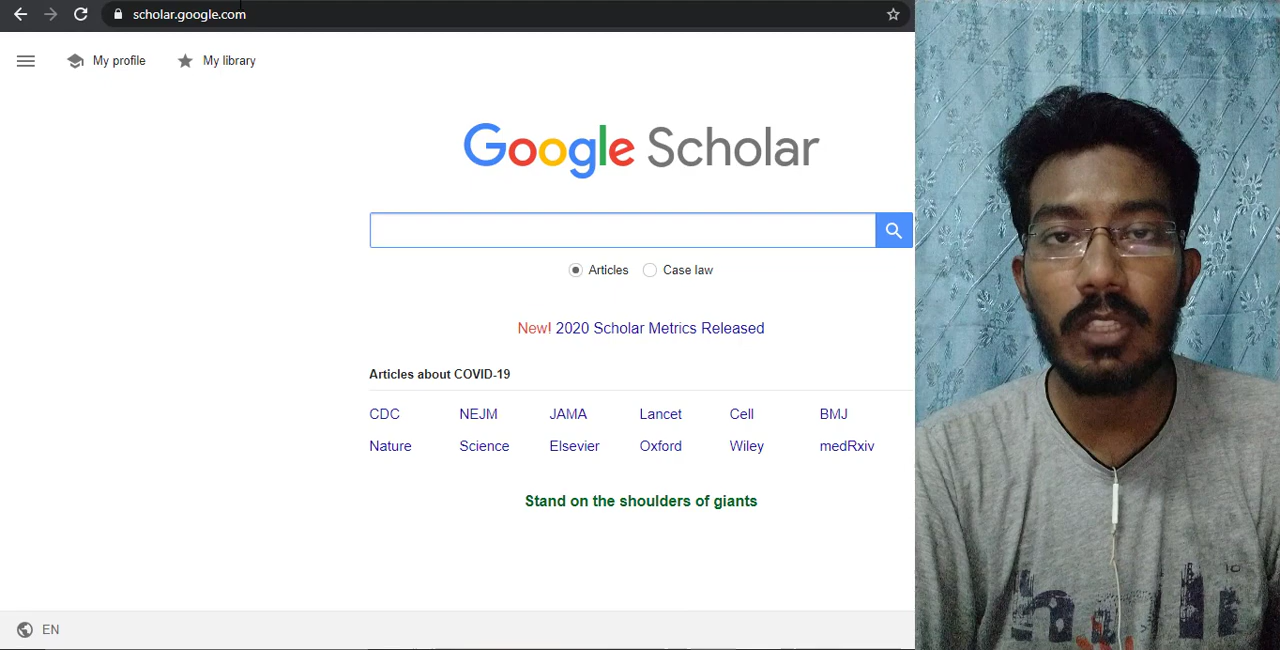 scholar.google.com
My profile
My library
Google Scholar
Articles
Case law
New! 2020 Scholar Metrics Released
Articles about COVID-19
CDC NEJM JAMA Lancet Cell BMJ
Nature Science Elsevier Oxford Wiley medRxiv
Stand on the shoulders of giants
EN